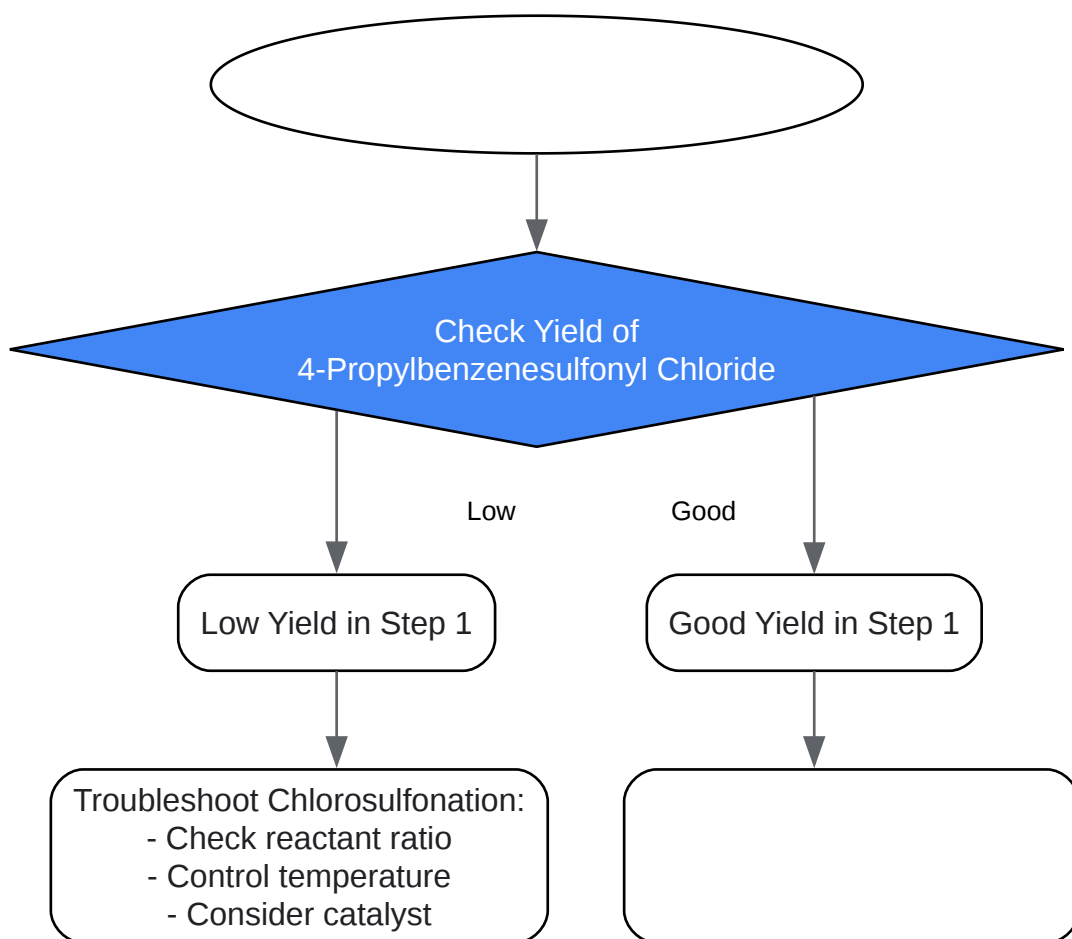 Check Yield of
4-Propylbenzenesulfonyl Chloride
Low
Good
Low Yield in Step 1
Good Yield in Step 1
Troubleshoot Chlorosulfonation:
- Check reactant ratio
- Control temperature
- Consider catalyst